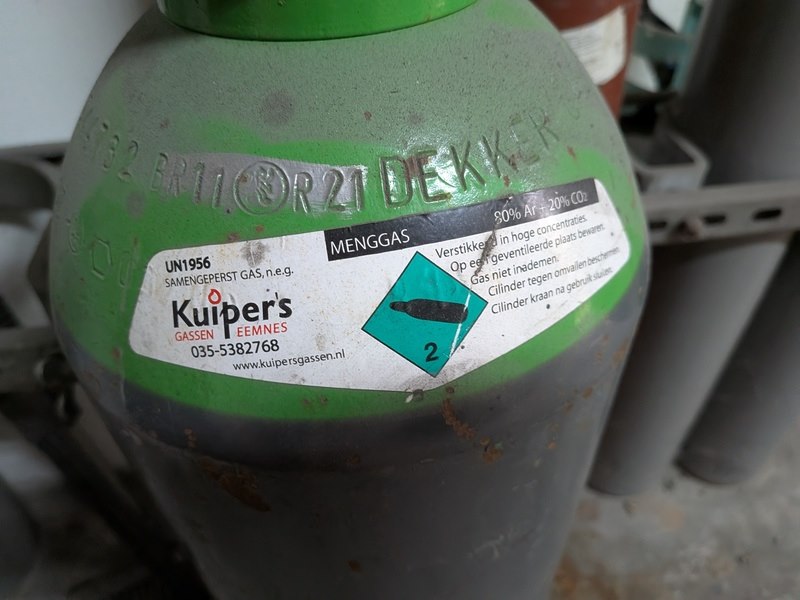 BR11 R21 DEKKER
UN1956
SAMENGEPERST GAS, n.e.g.
Kuiper's
GASSEN EEMNES
035-5382768
www.kuipersgassen.nl
MENGGAS 80% Ar + 20% CO₂
Verstikkend in hoge concentraties.
Op een geventileerde plaats bewaren.
Gas niet inademen.
Cilinder tegen omvallen beschermen.
Cilinder kraan na gebruik sluiten.
2